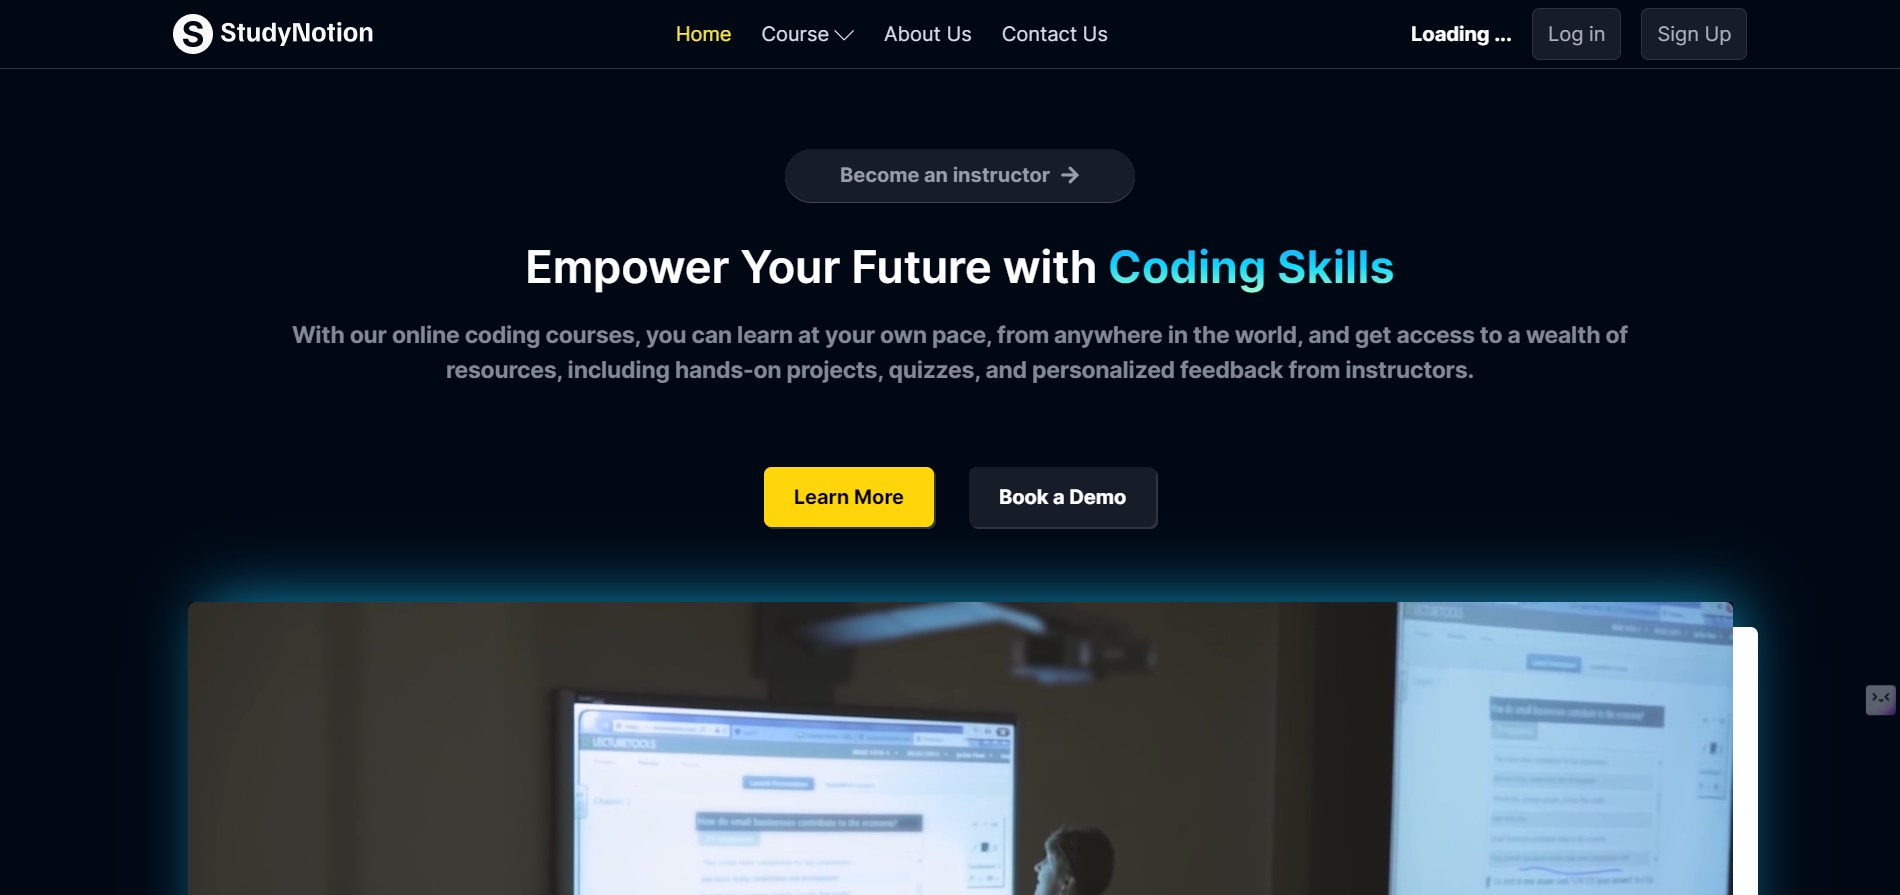 S StudyNotion
Home Course About Us Contact Us
Loading ... Log in Sign Up
Become an instructor →
Empower Your Future with Coding Skills
With our online coding courses, you can learn at your own pace, from anywhere in the world, and get access to a wealth of
resources, including hands-on projects, quizzes, and personalized feedback from instructors.
Learn More Book a Demo
LECTURETOOLS
How do small businesses contribute to the economy?
How do small businesses contribute to the economy?